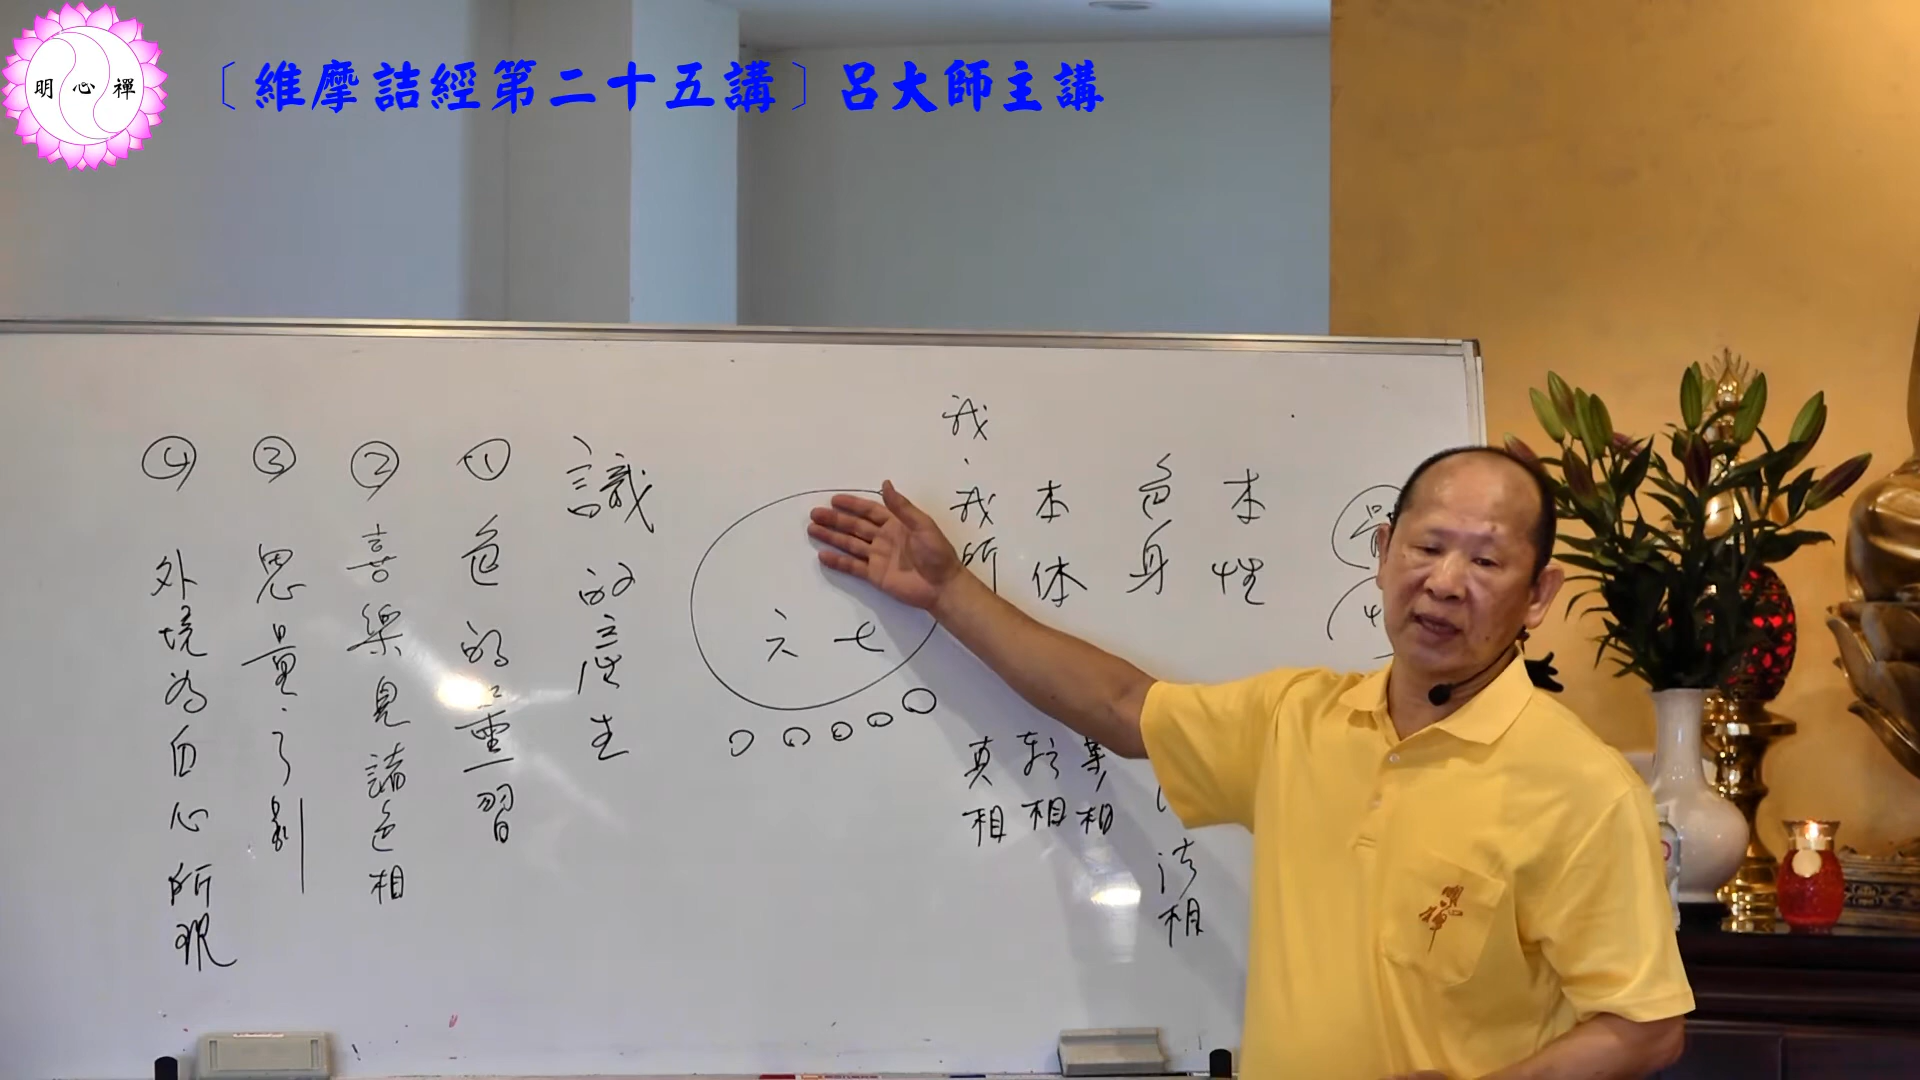 明心禪
〔維摩詰經第二十五講〕呂大師主講
本性
色身
本体
我、我所
法相
業相
轉相
真相
六 七
識的產生
①色的熏習
②喜樂見諸色相
③思量、了別
④外境為自心所現